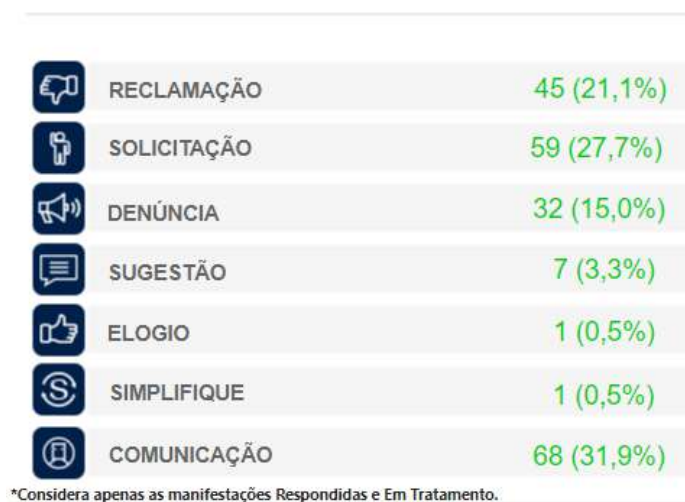 RECLAMAÇÃO 45 (21,1%)
SOLICITAÇÃO 59 (27,7%)
DENÚNCIA 32 (15,0%)
SUGESTÃO 7 (3,3%)
ELOGIO 1 (0,5%)
SIMPLIFIQUE 1 (0,5%)
COMUNICAÇÃO 68 (31,9%)
*Considera apenas as manifestações Respondidas e Em Tratamento.